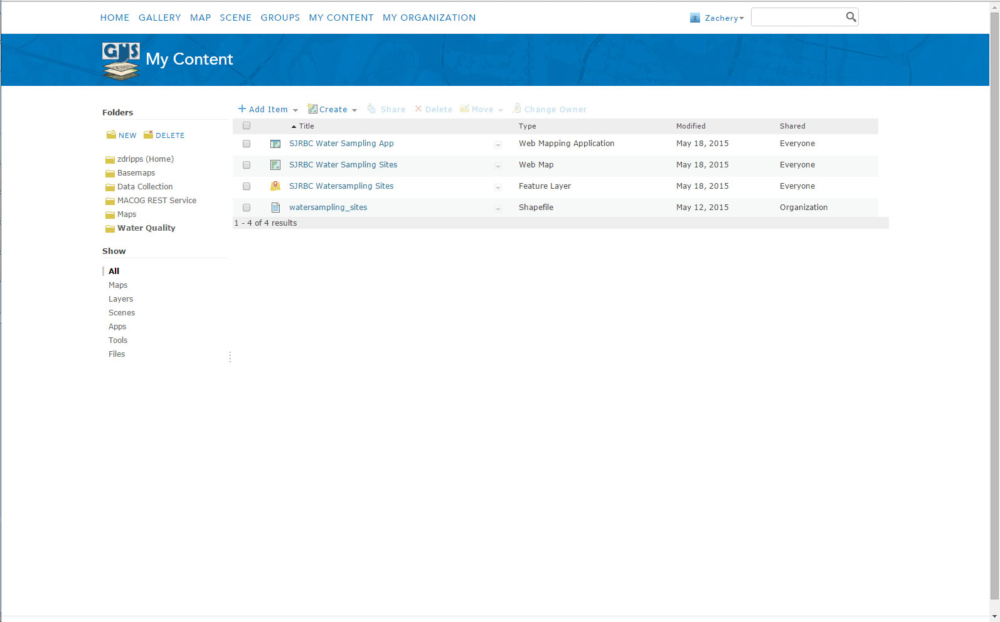 HOME GALLERY MAP SCENE GROUPS MY CONTENT MY ORGANIZATION Zachery
GIS My Content
Folders
NEW DELETE
zdripps (Home)
Basemaps
Data Collection
MACOG REST Service
Maps
Water Quality
Show
All
Maps
Layers
Scenes
Apps
Tools
Files
Add Item Create Share Delete Move Change Owner
Title Type Modified Shared
SJRBC Water Sampling App Web Mapping Application May 18, 2015 Everyone
SJRBC Water Sampling Sites Web Map May 18, 2015 Everyone
SJRBC Watersampling Sites Feature Layer May 18, 2015 Everyone
watersampling_sites Shapefile May 12, 2015 Organization
1 - 4 of 4 results